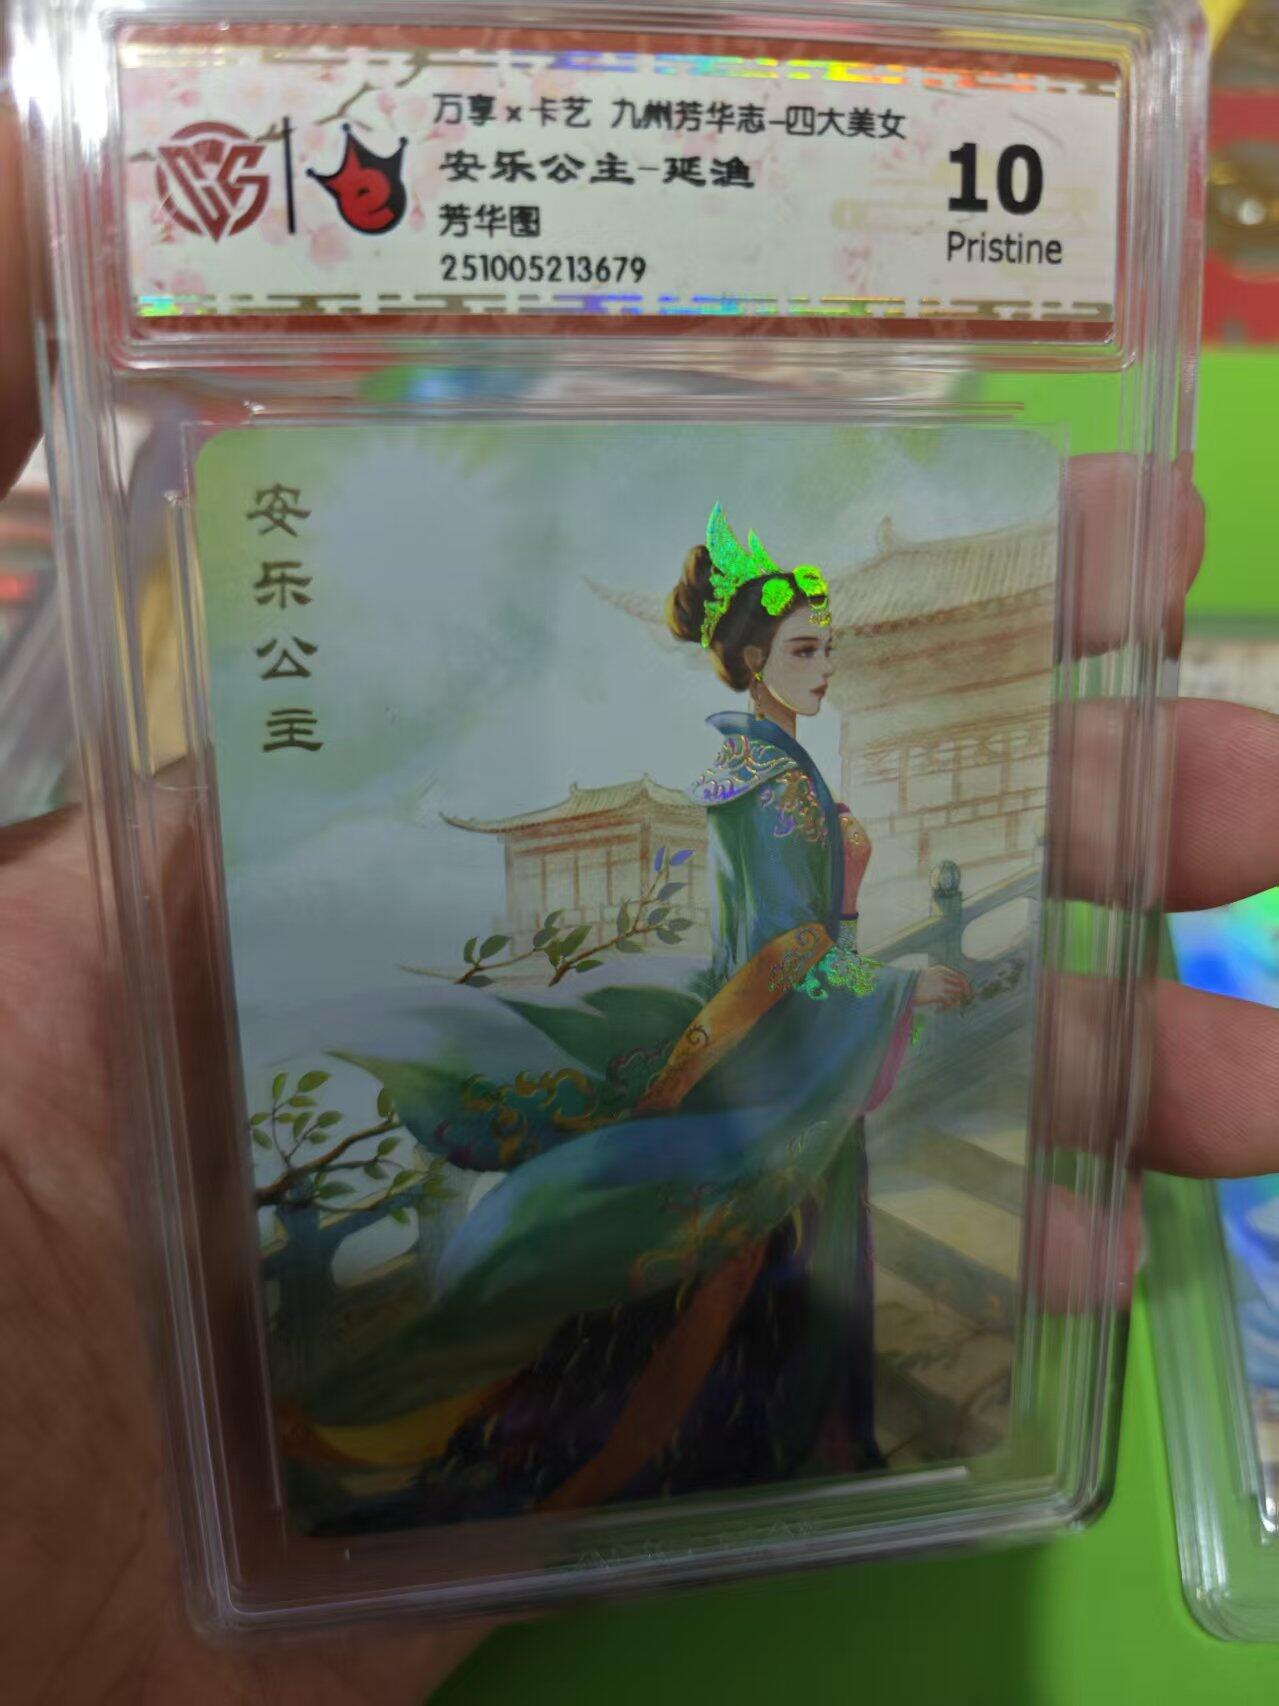 万享×卡艺 九州芳华志-四大美女
安乐公主-延渔
芳华图
251005213679
10
Pristine
安乐公主